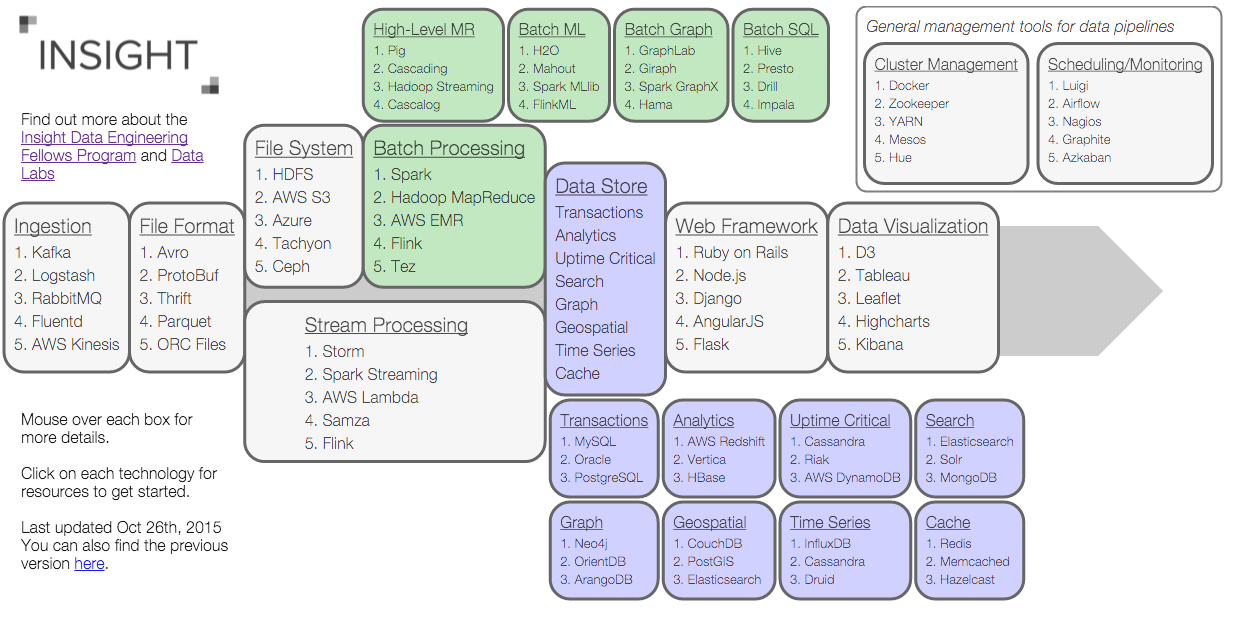 INSIGHT
Find out more about the
Insight Data Engineering
Fellows Program and Data
Labs
High-Level MR
1. Pig
2. Cascading
3. Hadoop Streaming
4. Cascalog
Batch ML
1. H2O
2. Mahout
3. Spark MLlib
4. FlinkML
Batch Graph
1. GraphLab
2. Giraph
3. Spark GraphX
4. Hama
Batch SQL
1. Hive
2. Presto
3. Drill
4. Impala
General management tools for data pipelines
Cluster Management
1. Docker
2. Zookeeper
3. YARN
4. Mesos
5. Hue
Scheduling/Monitoring
1. Luigi
2. Airflow
3. Nagios
4. Graphite
5. Azkaban
Ingestion
1. Kafka
2. Logstash
3. RabbitMQ
4. Fluentd
5. AWS Kinesis
File Format
1. Avro
2. ProtoBuf
3. Thrift
4. Parquet
5. ORC Files
File System
1. HDFS
2. AWS S3
3. Azure
4. Tachyon
5. Ceph
Batch Processing
1. Spark
2. Hadoop MapReduce
3. AWS EMR
4. Flink
5. Tez
Stream Processing
1. Storm
2. Spark Streaming
3. AWS Lambda
4. Samza
5. Flink
Data Store
Transactions
Analytics
Uptime Critical
Search
Graph
Geospatial
Time Series
Cache
Web Framework
1. Ruby on Rails
2. Node.js
3. Django
4. AngularJS
5. Flask
Data Visualization
1. D3
2. Tableau
3. Leaflet
4. Highcharts
5. Kibana
Transactions
1. MySQL
2. Oracle
3. PostgreSQL
Analytics
1. AWS Redshift
2. Vertica
3. HBase
Uptime Critical
1. Cassandra
2. Riak
3. AWS DynamoDB
Search
1. Elasticsearch
2. Solr
3. MongoDB
Graph
1. Neo4j
2. OrientDB
3. ArangoDB
Geospatial
1. CouchDB
2. PostGIS
3. Elasticsearch
Time Series
1. InfluxDB
2. Cassandra
3. Druid
Cache
1. Redis
2. Memcached
3. Hazelcast
Mouse over each box for
more details.
Click on each technology for
resources to get started.
Last updated Oct 26th, 2015
You can also find the previous
version here.